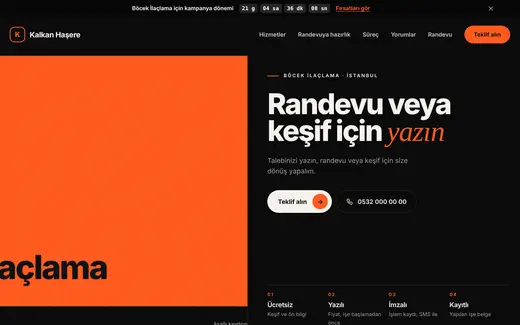 Böcek İlaçlama için kampanya dönemi 21 g 04 sa 36 dk 08 sn Fırsatları gör
K Kalkan Haşere
Hizmetler Randevuya hazırlık Süreç Yorumlar Randevu Teklif alın
BÖCEK İLAÇLAMA · İSTANBUL
Randevu veya
keşif için yazın
Talebinizi yazın, randevu veya keşif için size
dönüş yapalım.
Teklif alın → 0532 000 00 00
açlama
01 02 03 04
Ücretsiz Yazılı İmzalı Kayıtlı
Keşif ve ön bilgi Fiyat, işe başlamadan İşlem kaydı, SMS ile Yapılan işe belge
önce